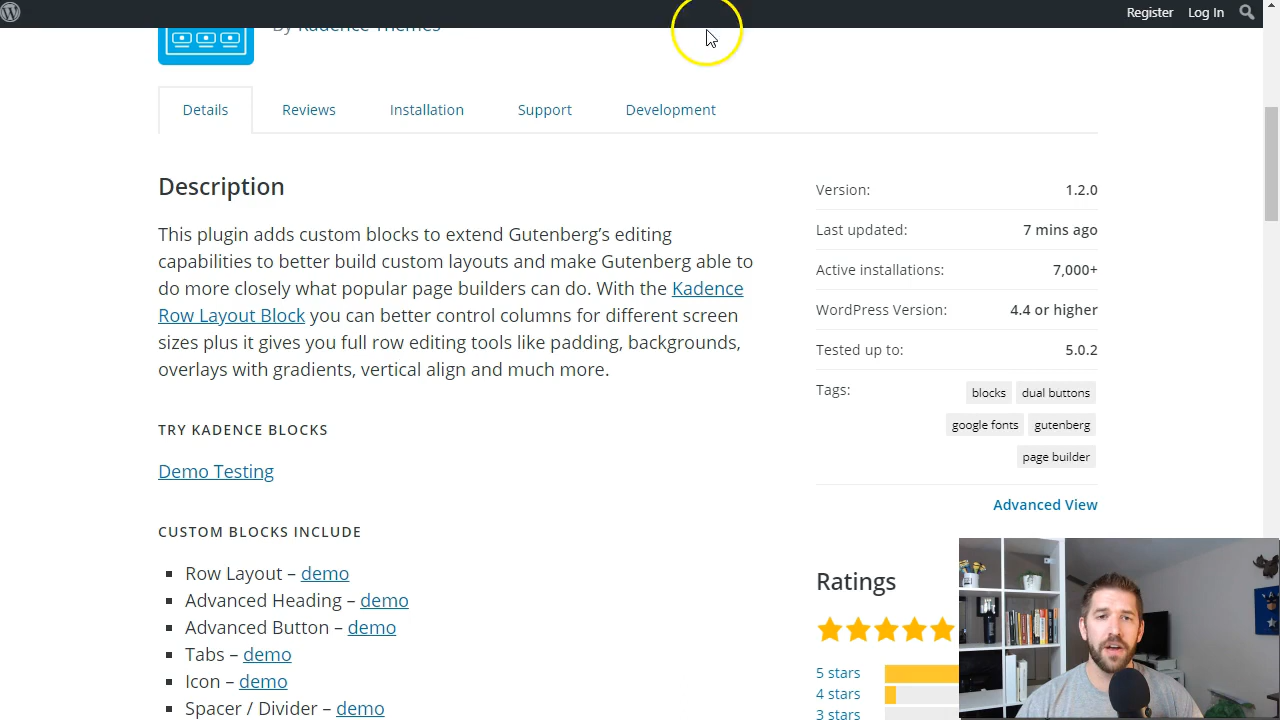 Register
Log In
By Kadence Themes
Details
Reviews
Installation
Support
Development
Description
This plugin adds custom blocks to extend Gutenberg’s editing
capabilities to better build custom layouts and make Gutenberg able to
do more closely what popular page builders can do. With the Kadence
Row Layout Block you can better control columns for different screen
sizes plus it gives you full row editing tools like padding, backgrounds,
overlays with gradients, vertical align and much more.
TRY KADENCE BLOCKS
Demo Testing
CUSTOM BLOCKS INCLUDE
Row Layout – demo
Advanced Heading – demo
Advanced Button – demo
Tabs – demo
Icon – demo
Spacer / Divider – demo
Version: 1.2.0
Last updated: 7 mins ago
Active installations: 7,000+
WordPress Version: 4.4 or higher
Tested up to: 5.0.2
Tags: blocks dual buttons
google fonts gutenberg
page builder
Advanced View
Ratings
5 stars
4 stars
3 stars